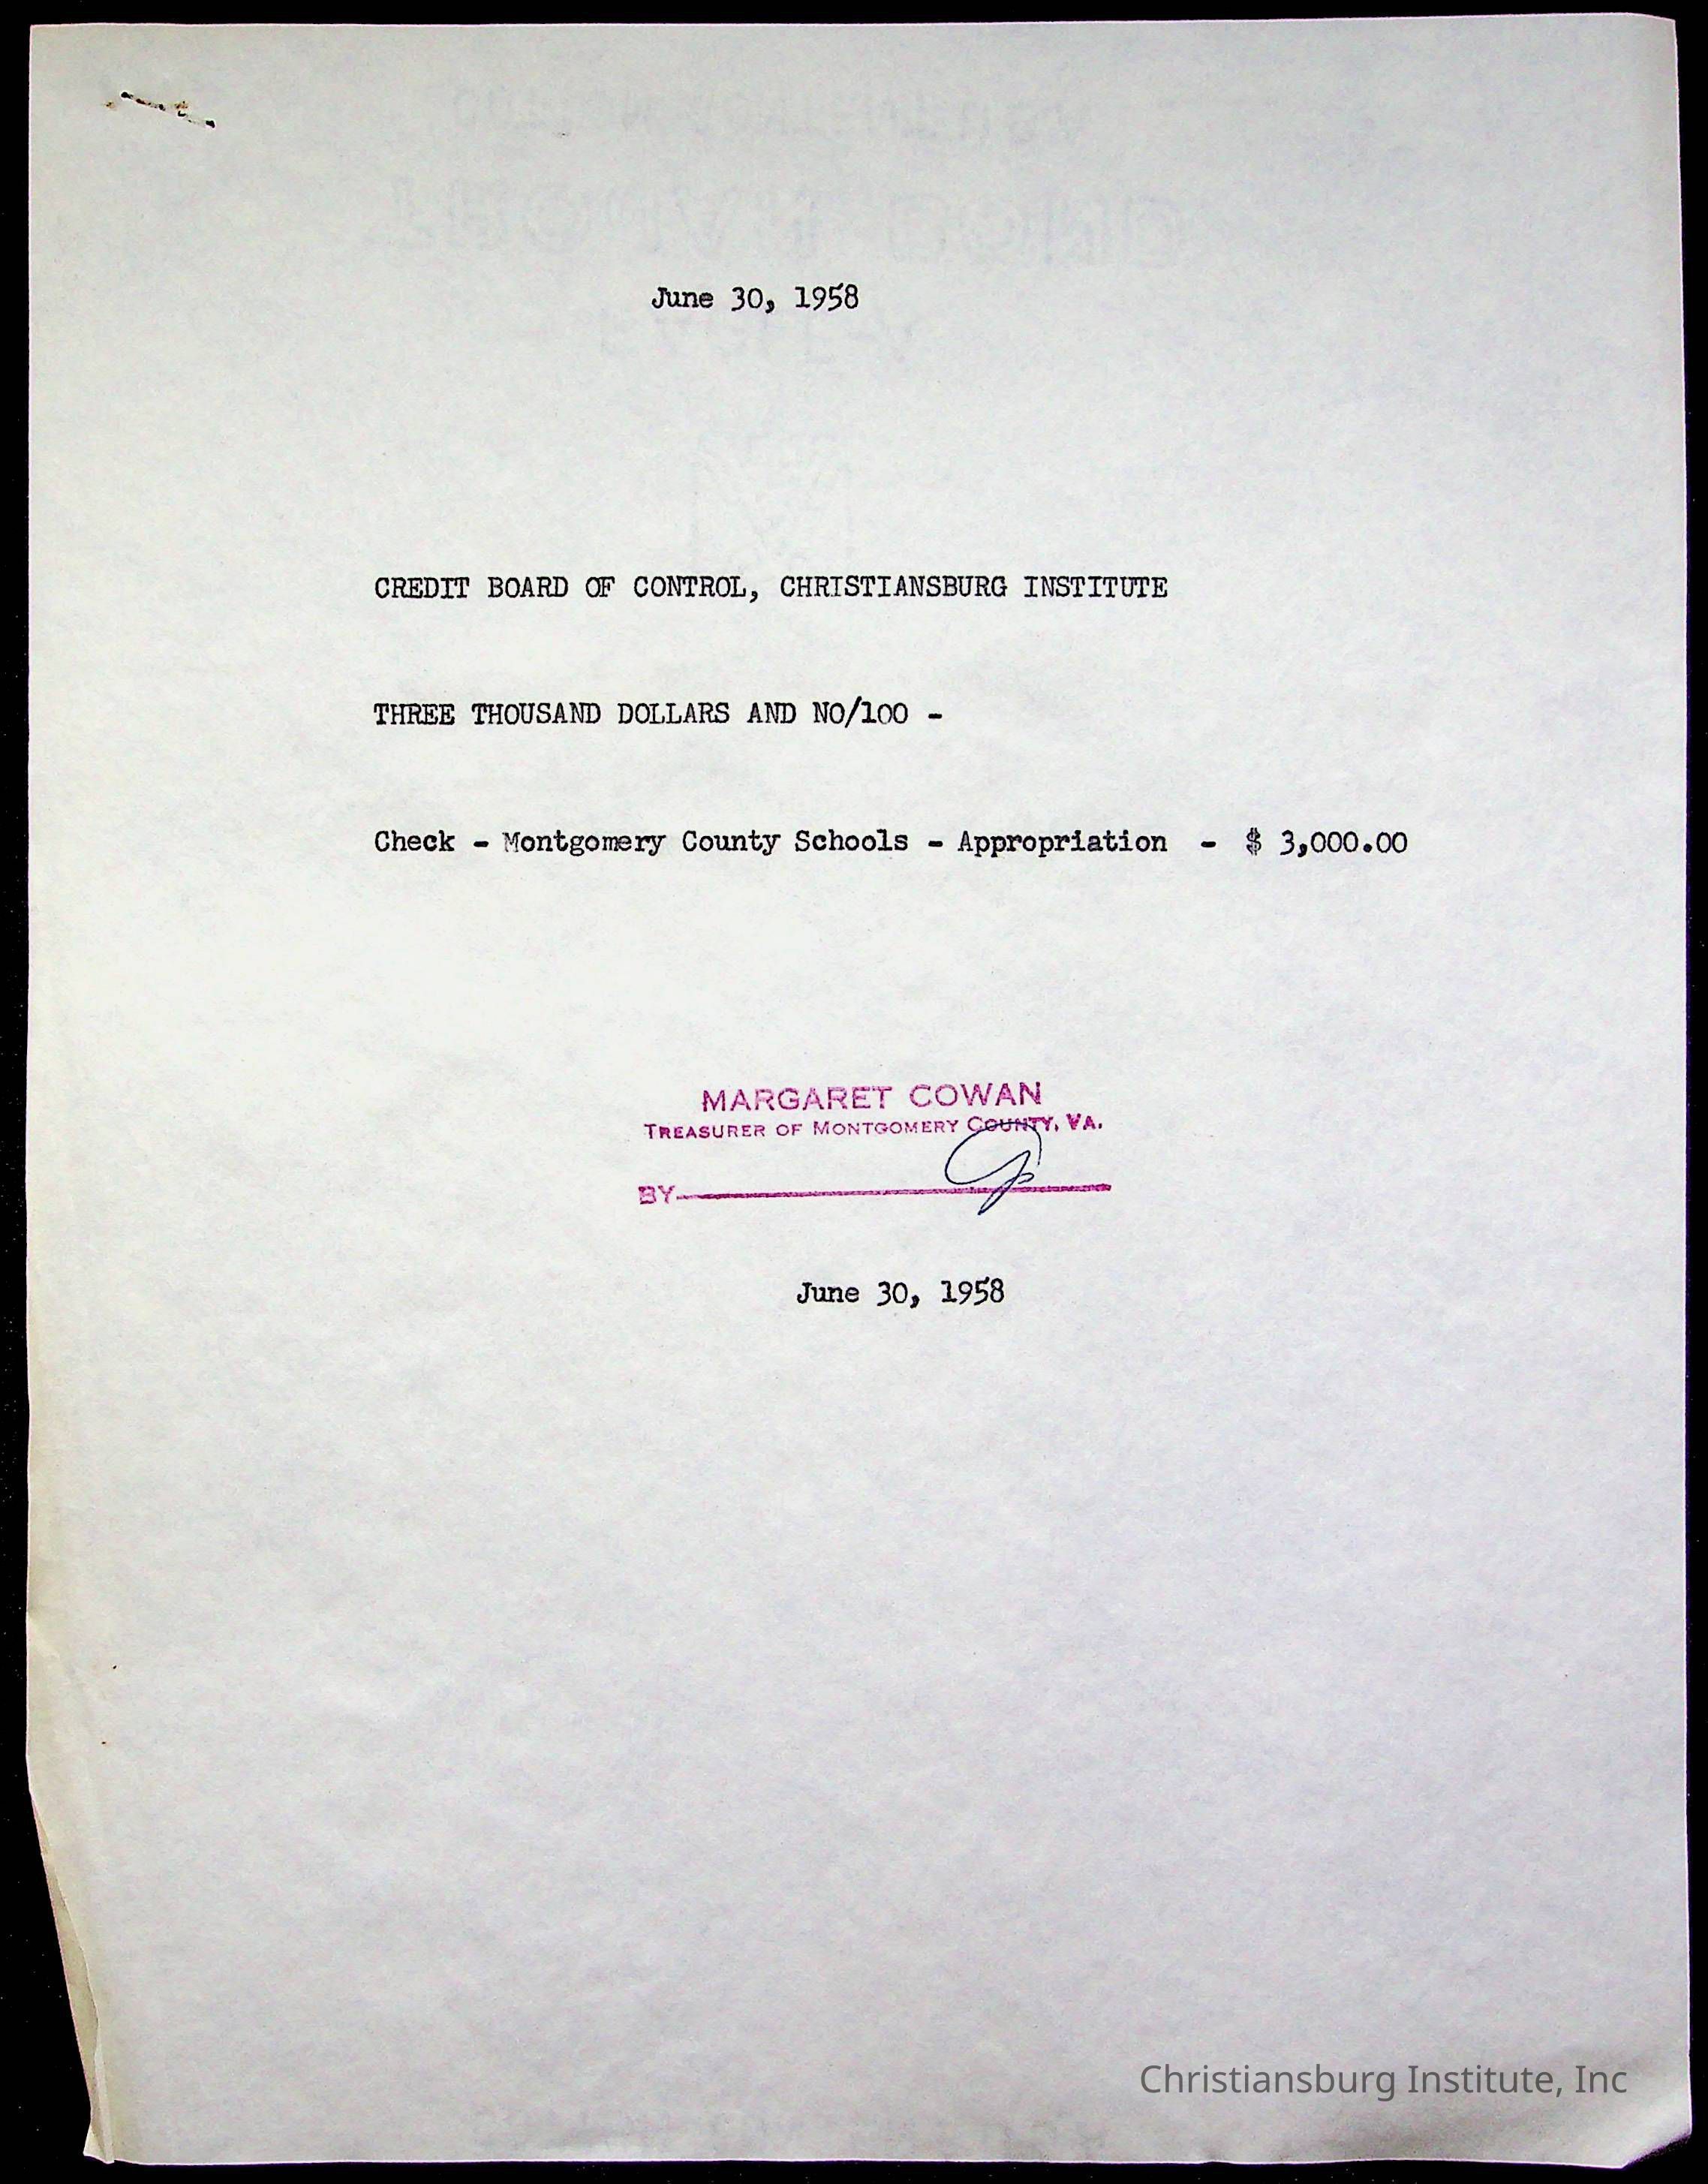 June 30, 1958
CREDIT BOARD OF CONTROL, CHRISTIANSBURG INSTITUTE
THREE THOUSAND DOLLARS AND NO/100 -
Check - Montgomery County Schools - Appropriation - $ 3,000.00
MARGARET COWAN
TREASURER OF MONTGOMERY COUNTY, VA.
BY
June 30, 1958
Christiansburg Institute, Inc